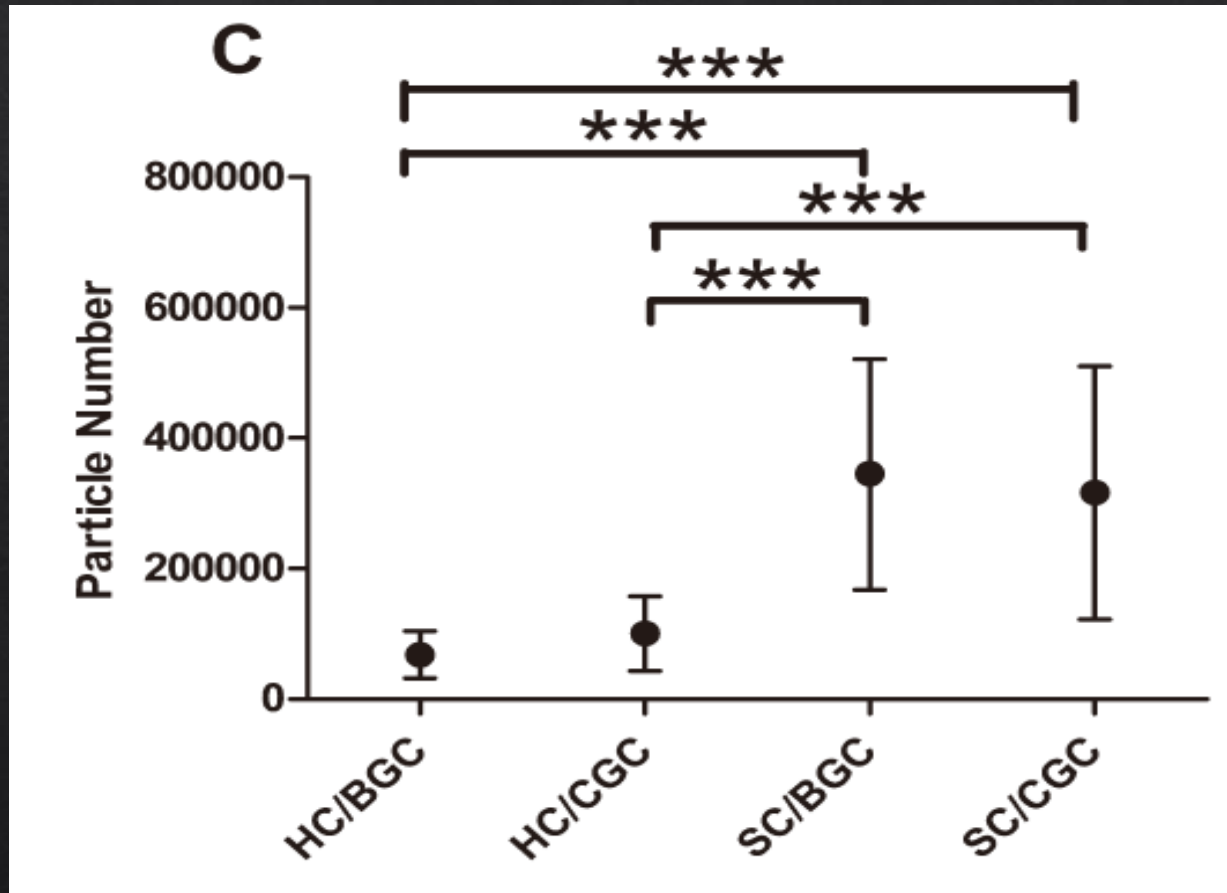 C
***
***
***
***
800000
600000
400000
200000
0
Particle Number
HC/BGC
HC/CGC
SC/BGC
SC/CGC